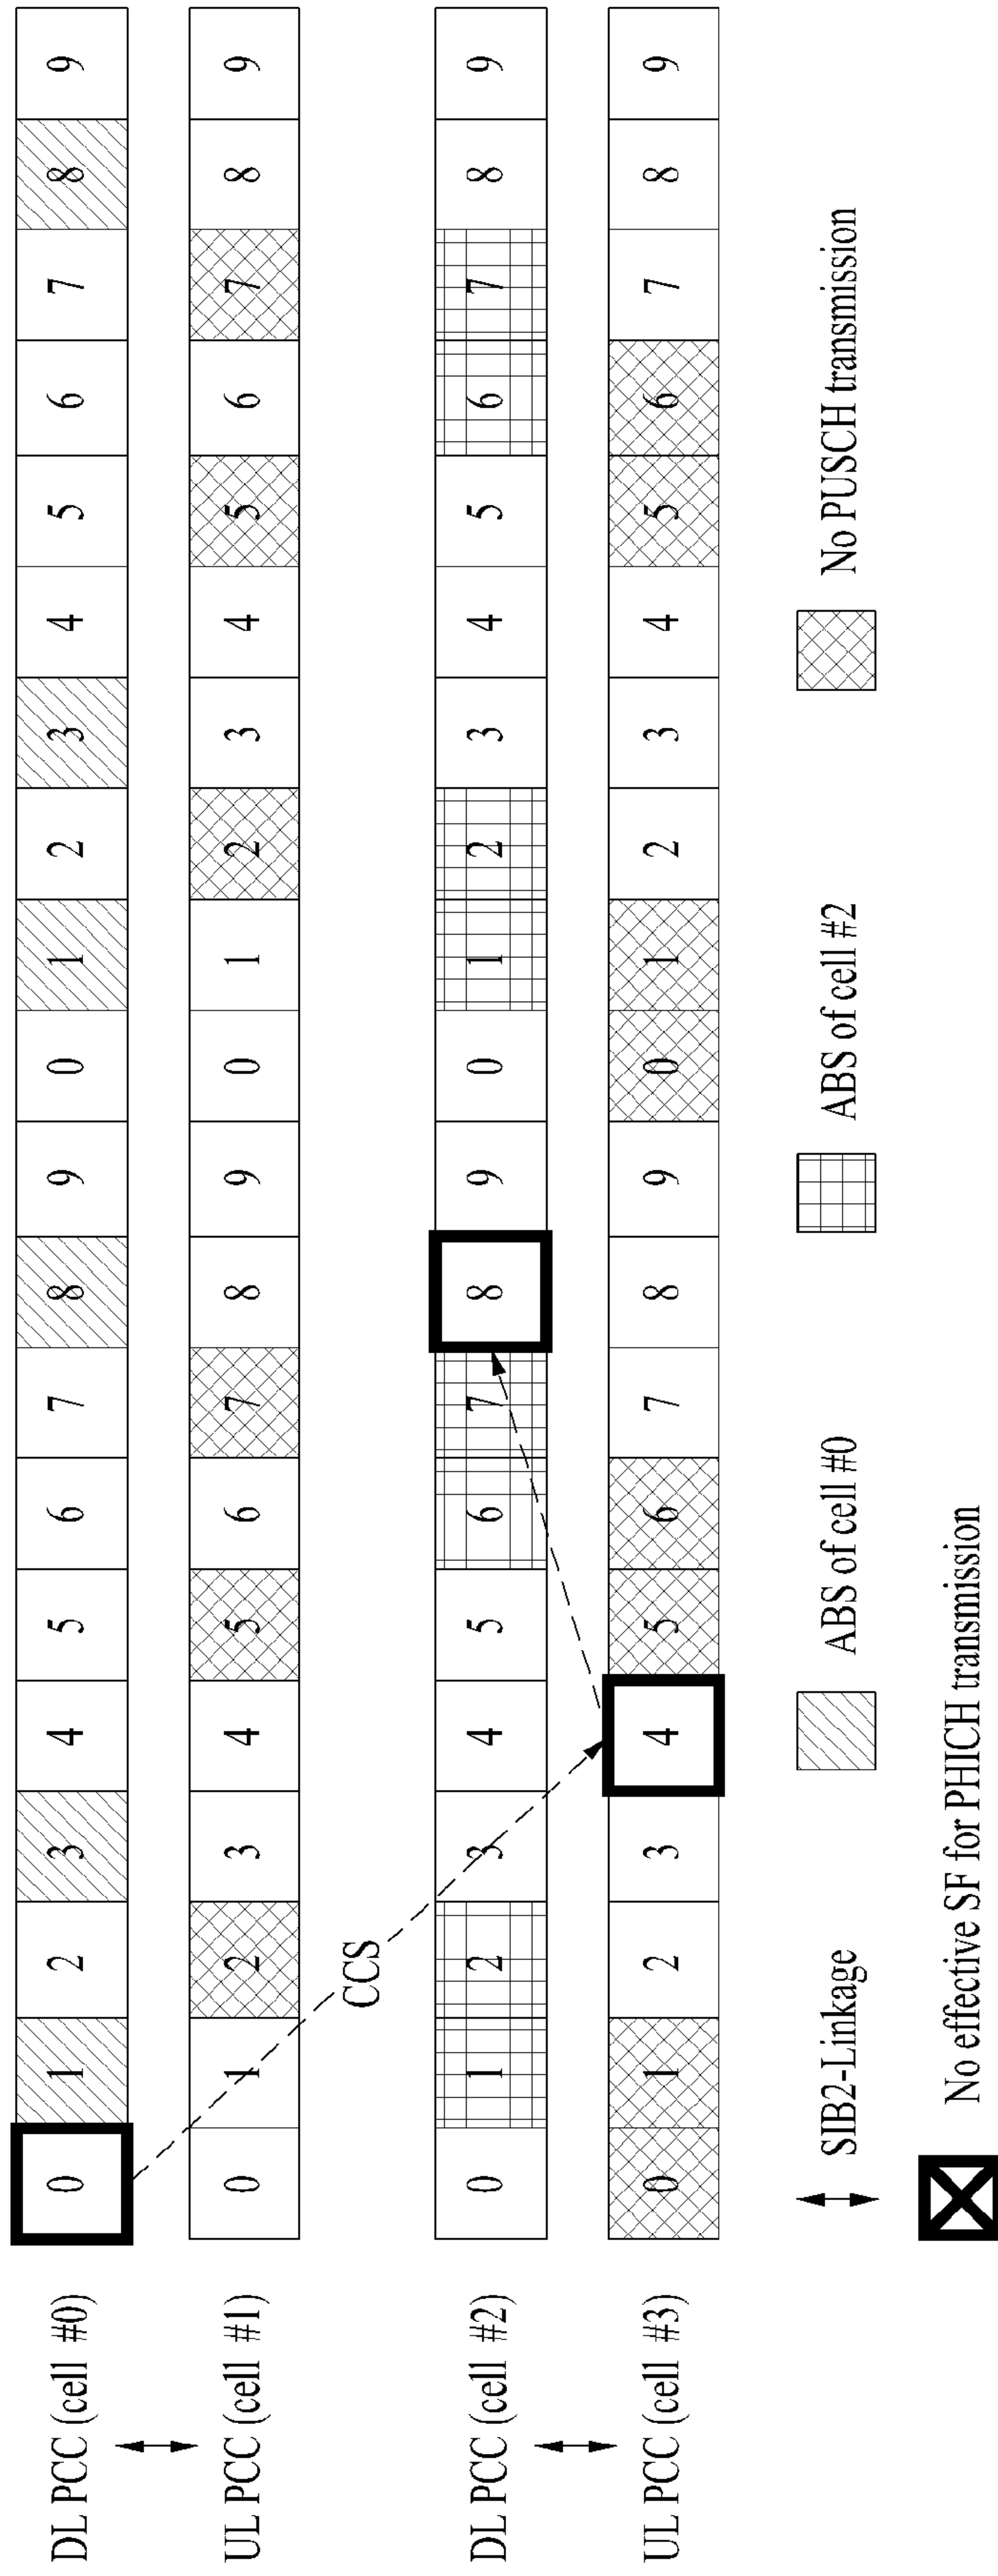 DL PCC (cell #0) 0 1 2 3 4 5 6 7 8 9 0 1 2 3 4 5 6 7 8 9
UL PCC (cell #1) 0 1 2 3 4 5 6 7 8 9 0 1 2 3 4 5 6 7 8 9
CCS
DL PCC (cell #2) 0 1 2 3 4 5 6 7 8 9 0 1 2 3 4 5 6 7 8 9
UL PCC (cell #3) 0 1 2 3 4 5 6 7 8 9 0 1 2 3 4 5 6 7 8 9
SIB2-Linkage ABS of cell #0 ABS of cell #2 No PUSCH transmission
No effective SF for PHICH transmission